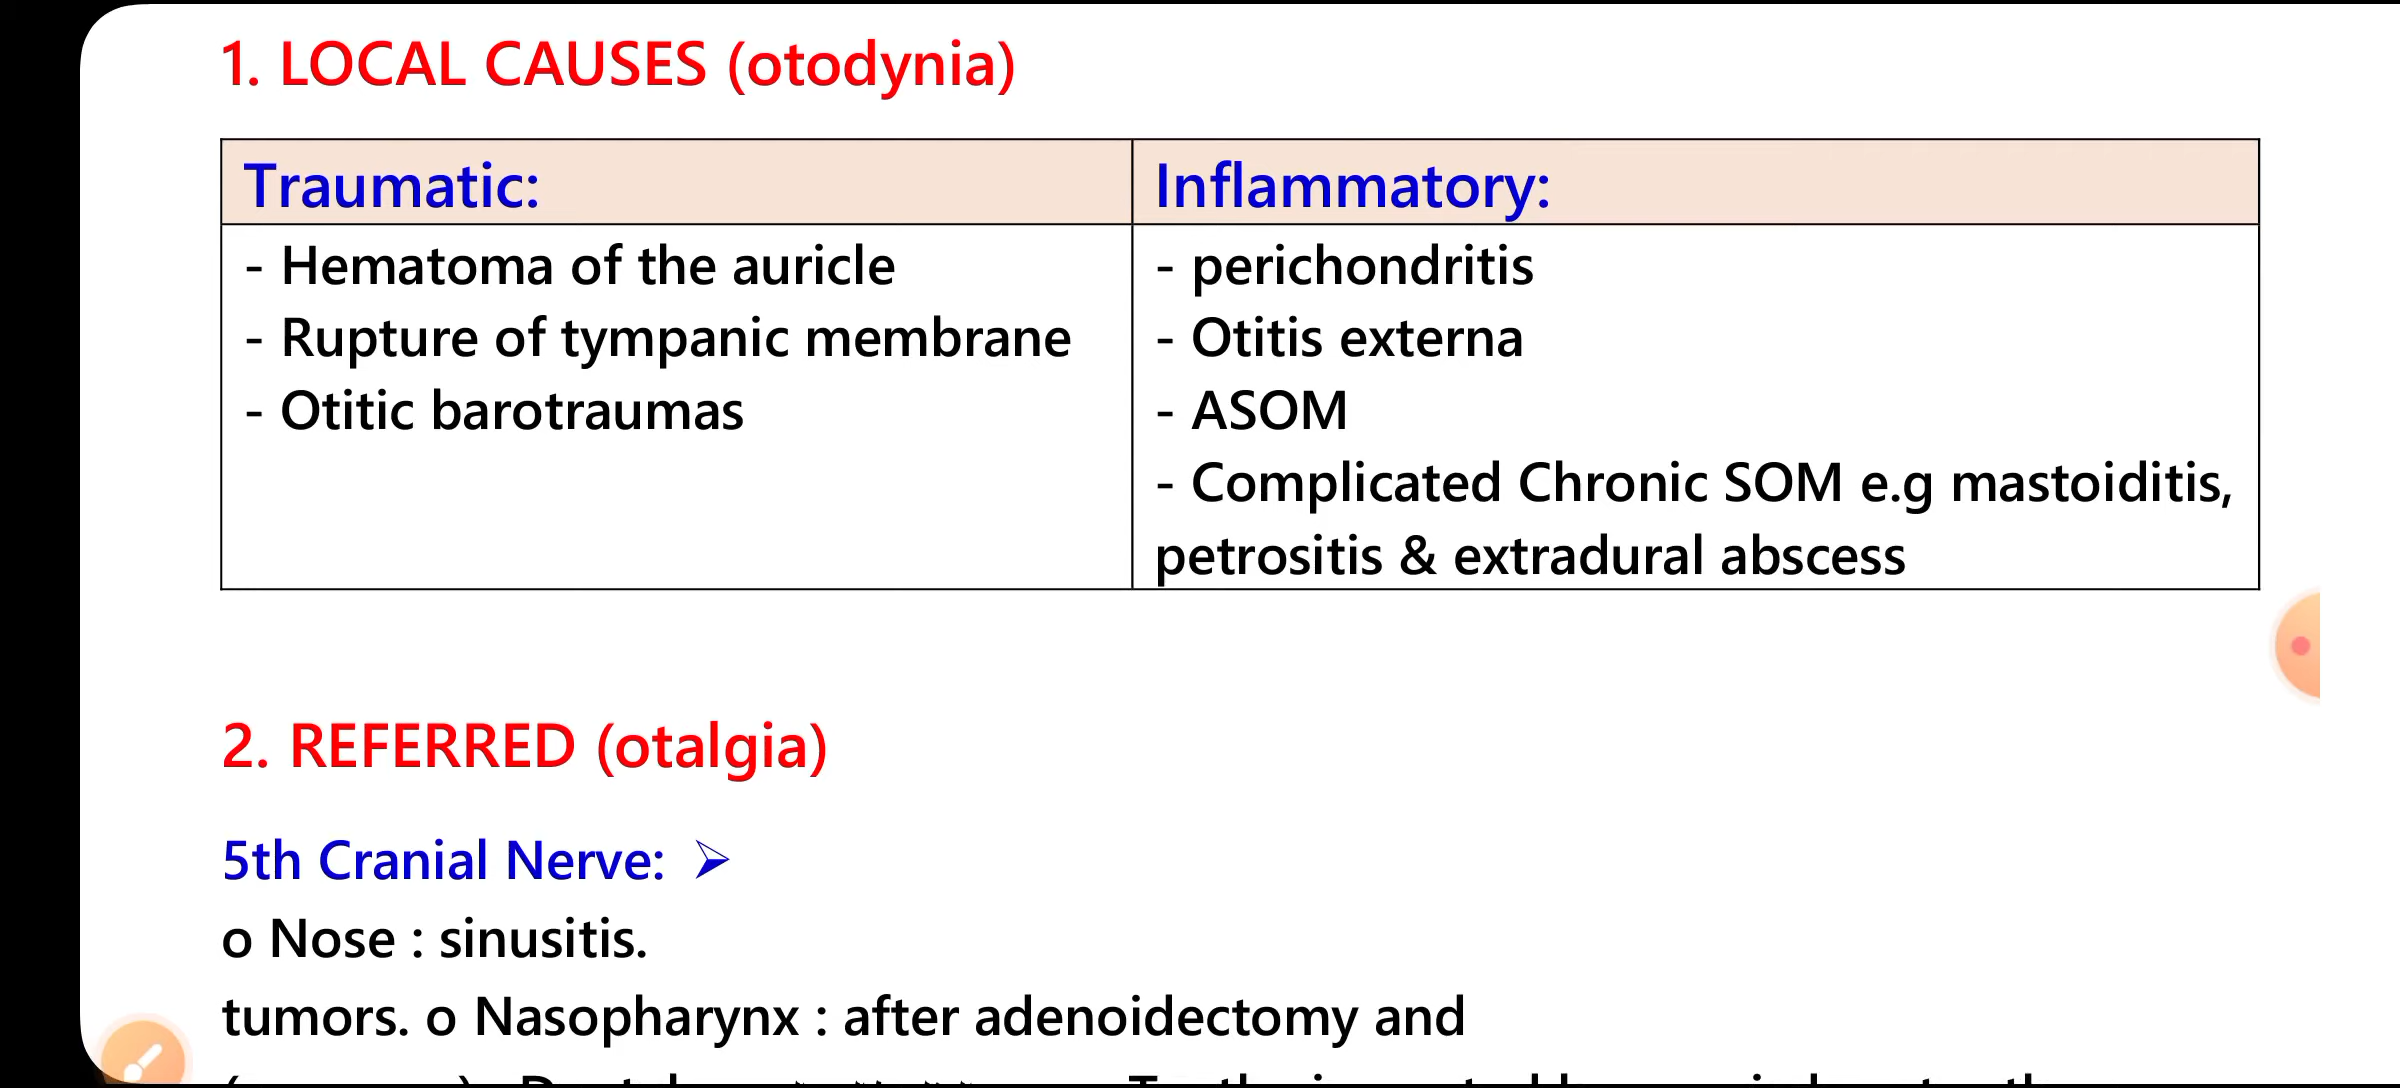 1. LOCAL CAUSES (otodynia)
Traumatic:
- Hematoma of the auricle
- Rupture of tympanic membrane
- Otitic barotraumas
Inflammatory:
- perichondritis
- Otitis externa
- ASOM
- Complicated Chronic SOM e.g mastoiditis,
petrositis & extradural abscess
2. REFERRED (otalgia)
5th Cranial Nerve: ➢
o Nose : sinusitis.
tumors. o Nasopharynx : after adenoidectomy and